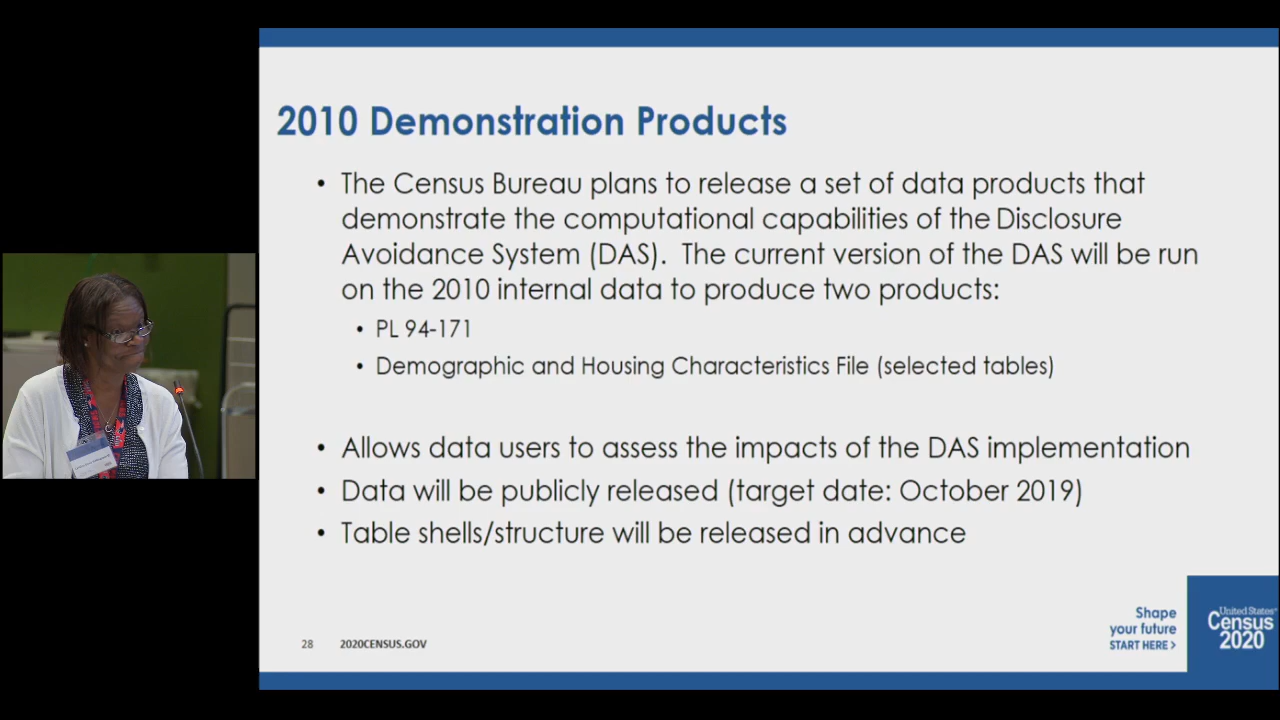 2010 Demonstration Products
• The Census Bureau plans to release a set of data products that
demonstrate the computational capabilities of the Disclosure
Avoidance System (DAS).  The current version of the DAS will be run
on the 2010 internal data to produce two products:
• PL 94-171
• Demographic and Housing Characteristics File (selected tables)
• Allows data users to assess the impacts of the DAS implementation
• Data will be publicly released (target date: October 2019)
• Table shells/structure will be released in advance
28 2020CENSUS.GOV
Shape
your future
START HERE >
United States®
Census
2020